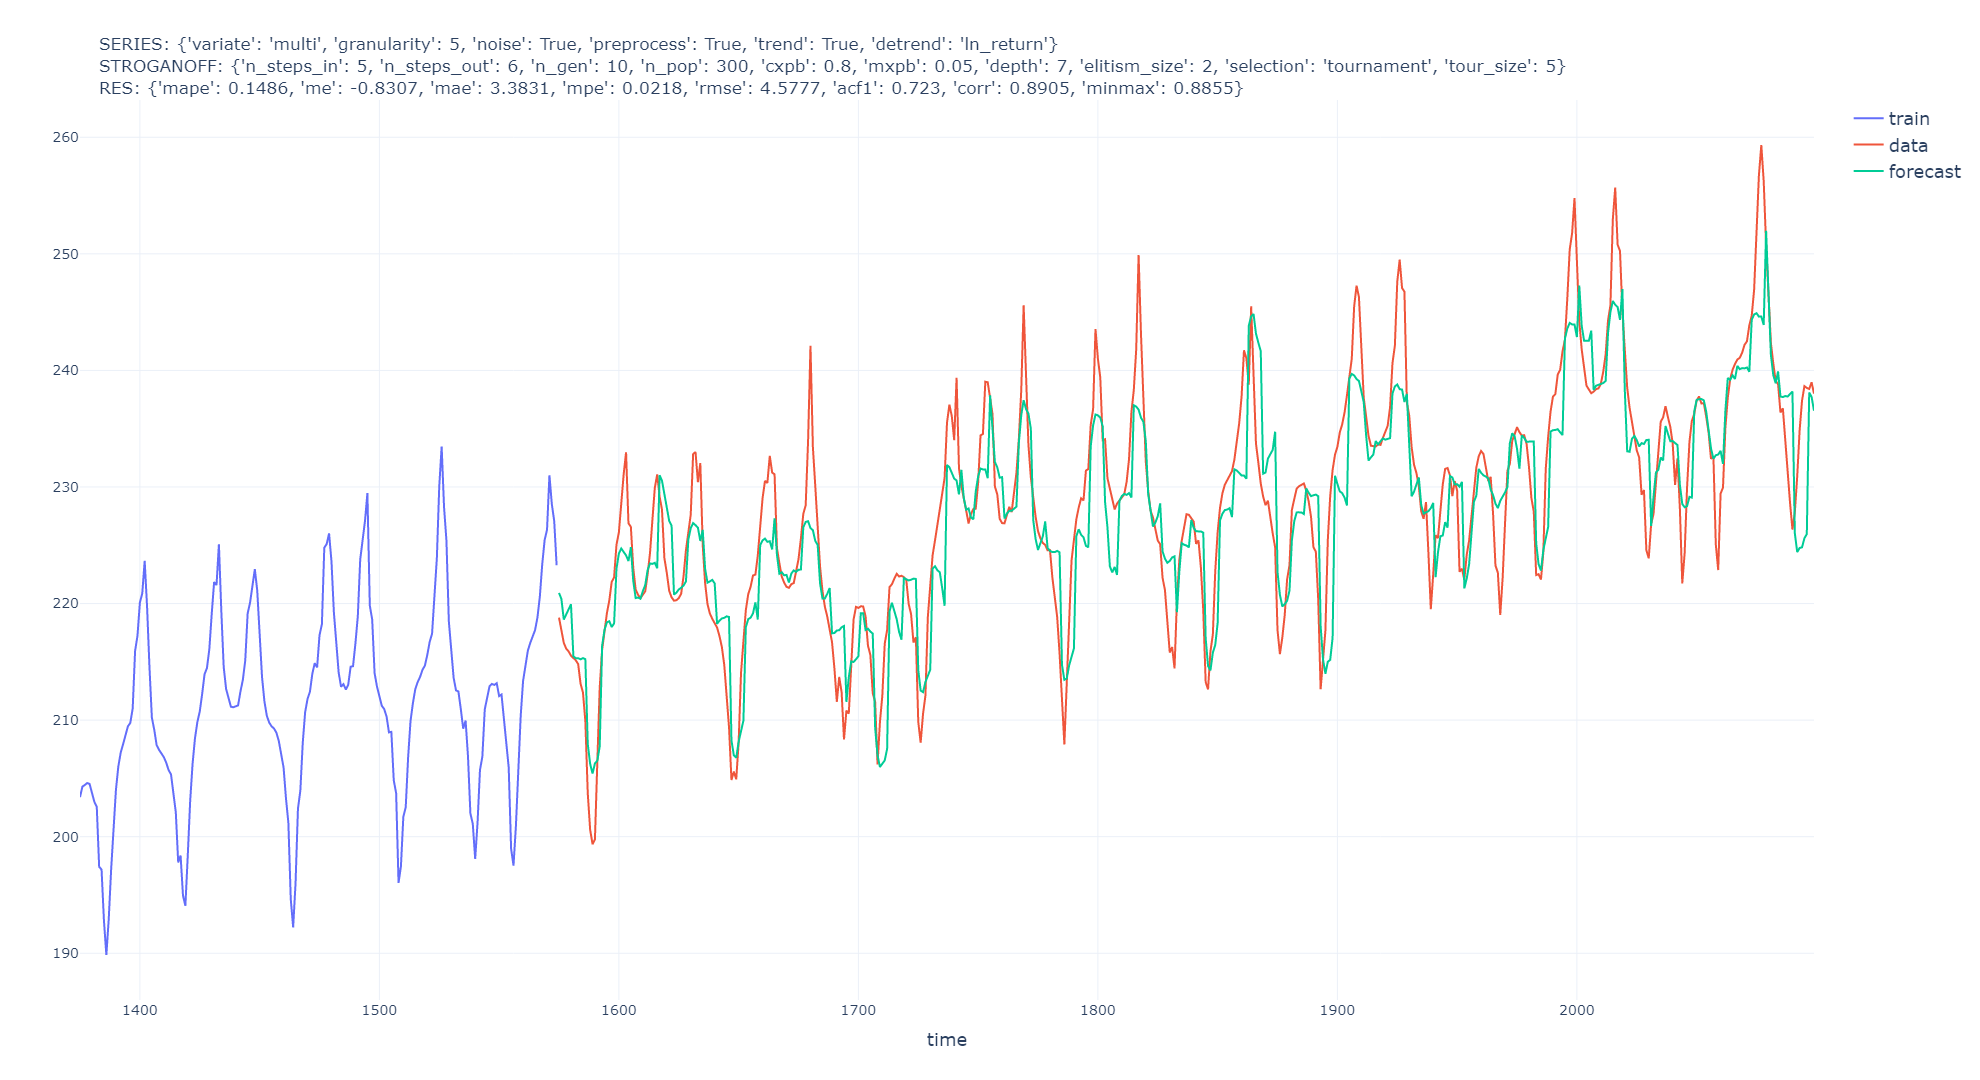 SERIES: {'variate': 'multi', 'granularity': 5, 'noise': True, 'preprocess': True, 'trend': True, 'detrend': 'ln_return'}
STROGANOFF: {'n_steps_in': 5, 'n_steps_out': 6, 'n_gen': 10, 'n_pop': 300, 'cxpb': 0.8, 'mxpb': 0.05, 'depth': 7, 'elitism_size': 2, 'selection': 'tournament', 'tour_size': 5}
RES: {'mape': 0.1486, 'me': -0.8307, 'mae': 3.3831, 'mpe': 0.0218, 'rmse': 4.5777, 'acf1': 0.723, 'corr': 0.8905, 'minmax': 0.8855}
train
data
forecast
260
250
240
230
220
210
200
190
1400 1500 1600 1700 1800 1900 2000
time